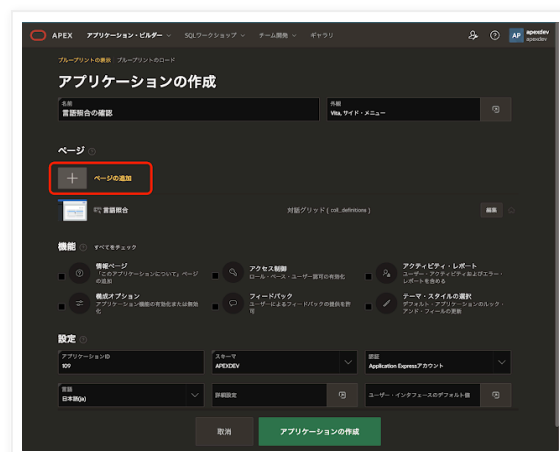 APEX アプリケーション・ビルダー SQLワークショップ チーム開発 ギャラリ AP apexdev
apexdev
ブループリントの表示 ブループリントのロード
アプリケーションの作成
名前 外観
言語照合の確認 Vita, サイド・メニュー
ページ
ページの追加
言語照合 対話グリッド ( coll_definitions ) 編集
機能 すべてをチェック
情報ページ アクセス制御 アクティビティ・レポート
「このアプリケーションについて」ページ ロール・ベース・ユーザー認可の有効化 ユーザー・アクティビティおよびエラー・
の追加 レポートを含める
構成オプション フィードバック テーマ・スタイルの選択
アプリケーション機能の有効化または無効 ユーザーによるフィードバックの提供を許 デフォルト・アプリケーションのルック・
化 可 アンド・フィールの更新
設定
アプリケーションID スキーマ 認証
109 APEXDEV Application Expressアカウント
言語 詳細設定 ユーザー・インタフェースのデフォルト値
日本語(ja)
取消 アプリケーションの作成